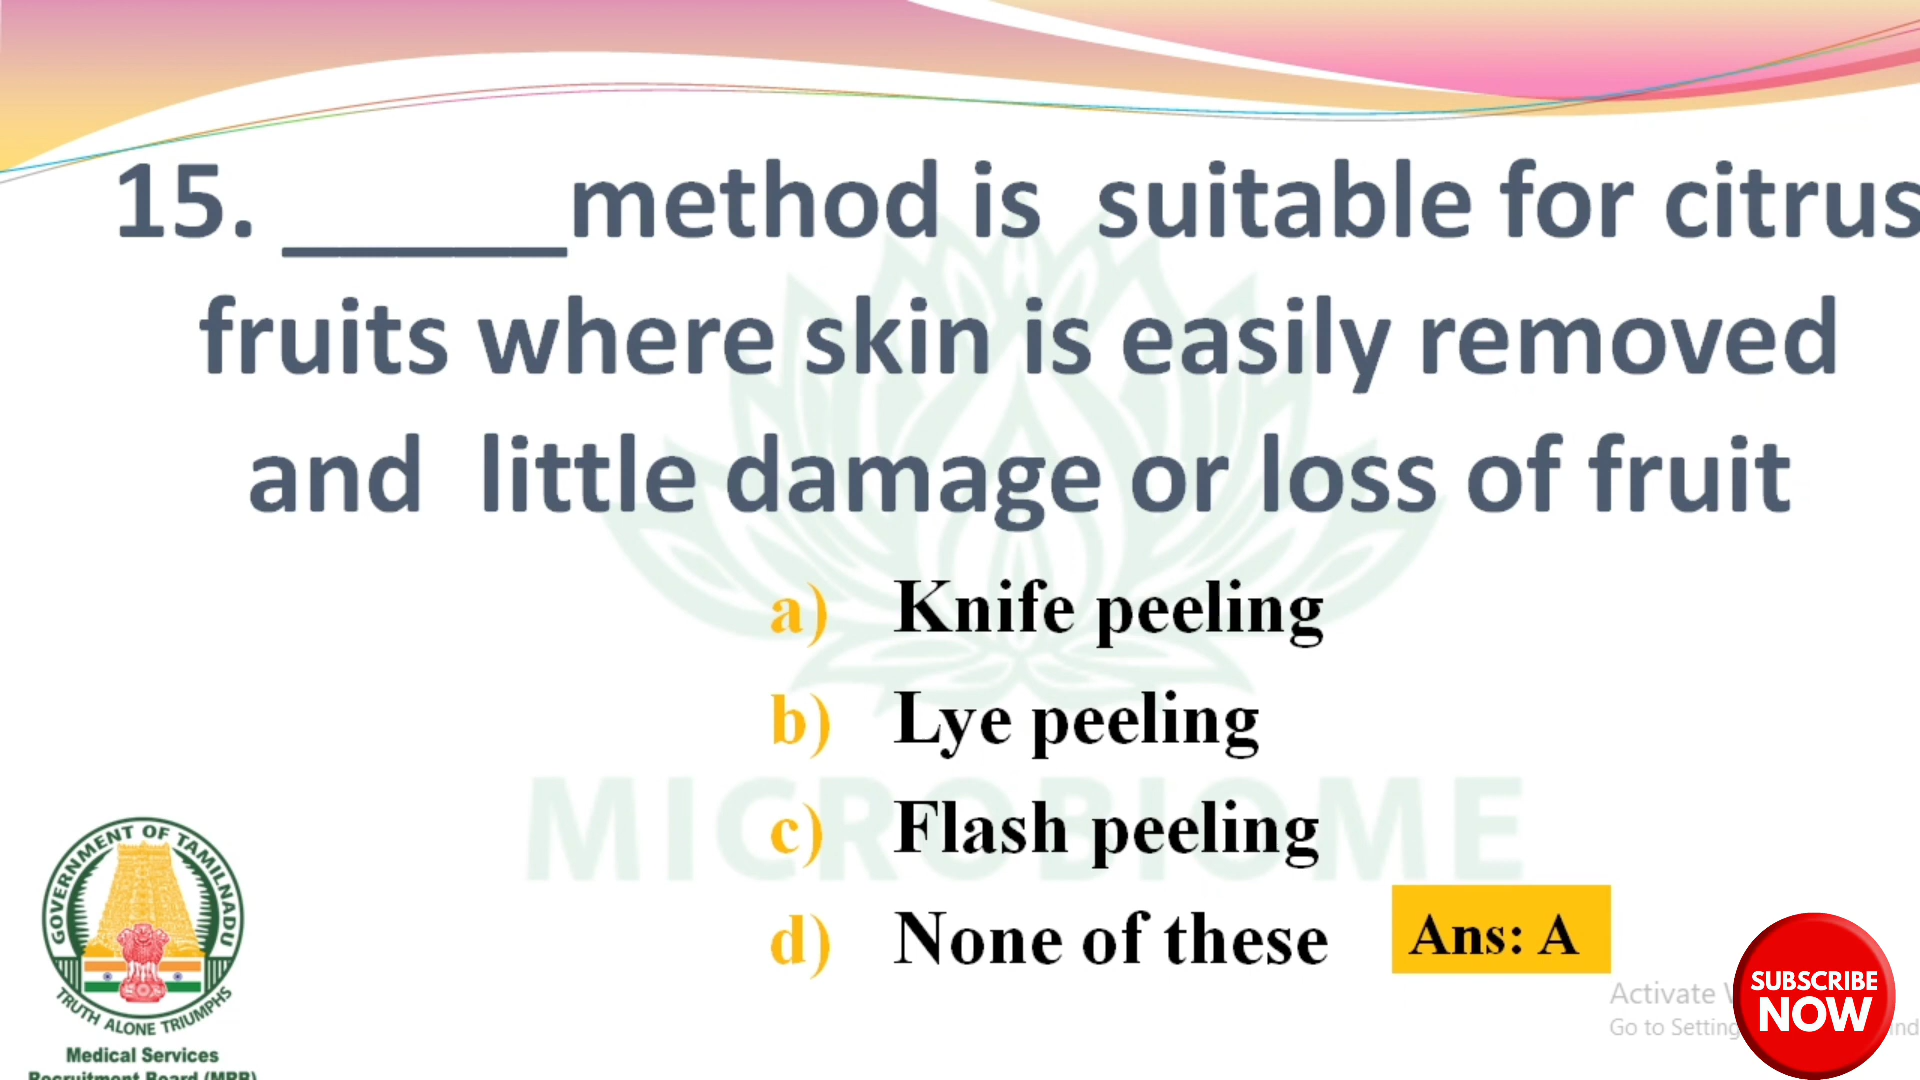 15. _____method is suitable for citrus
fruits where skin is easily removed
and little damage or loss of fruit
a) Knife peeling
b) Lye peeling
c) Flash peeling
d) None of these
Ans: A
MICROBIOME
GOVERNMENT OF TAMILNADU
TRUTH ALONE TRIUMPHS
Medical Services
Recruitment Board (MRB)
Activate
Go to Setting
SUBSCRIBE
NOW